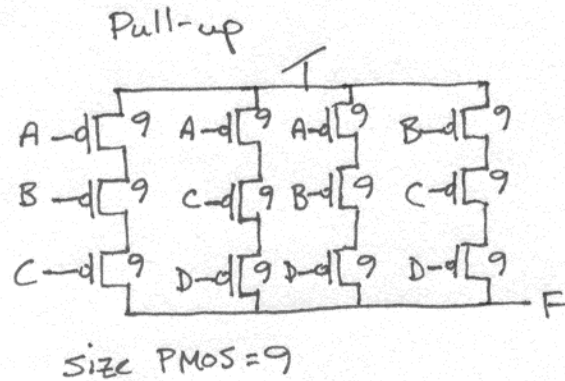 Pull-up
A 9 A 9 A 9 B 9
B 9 C 9 B 9 C 9
C 9 D 9 D 9 D 9
F
size PMOS = 9